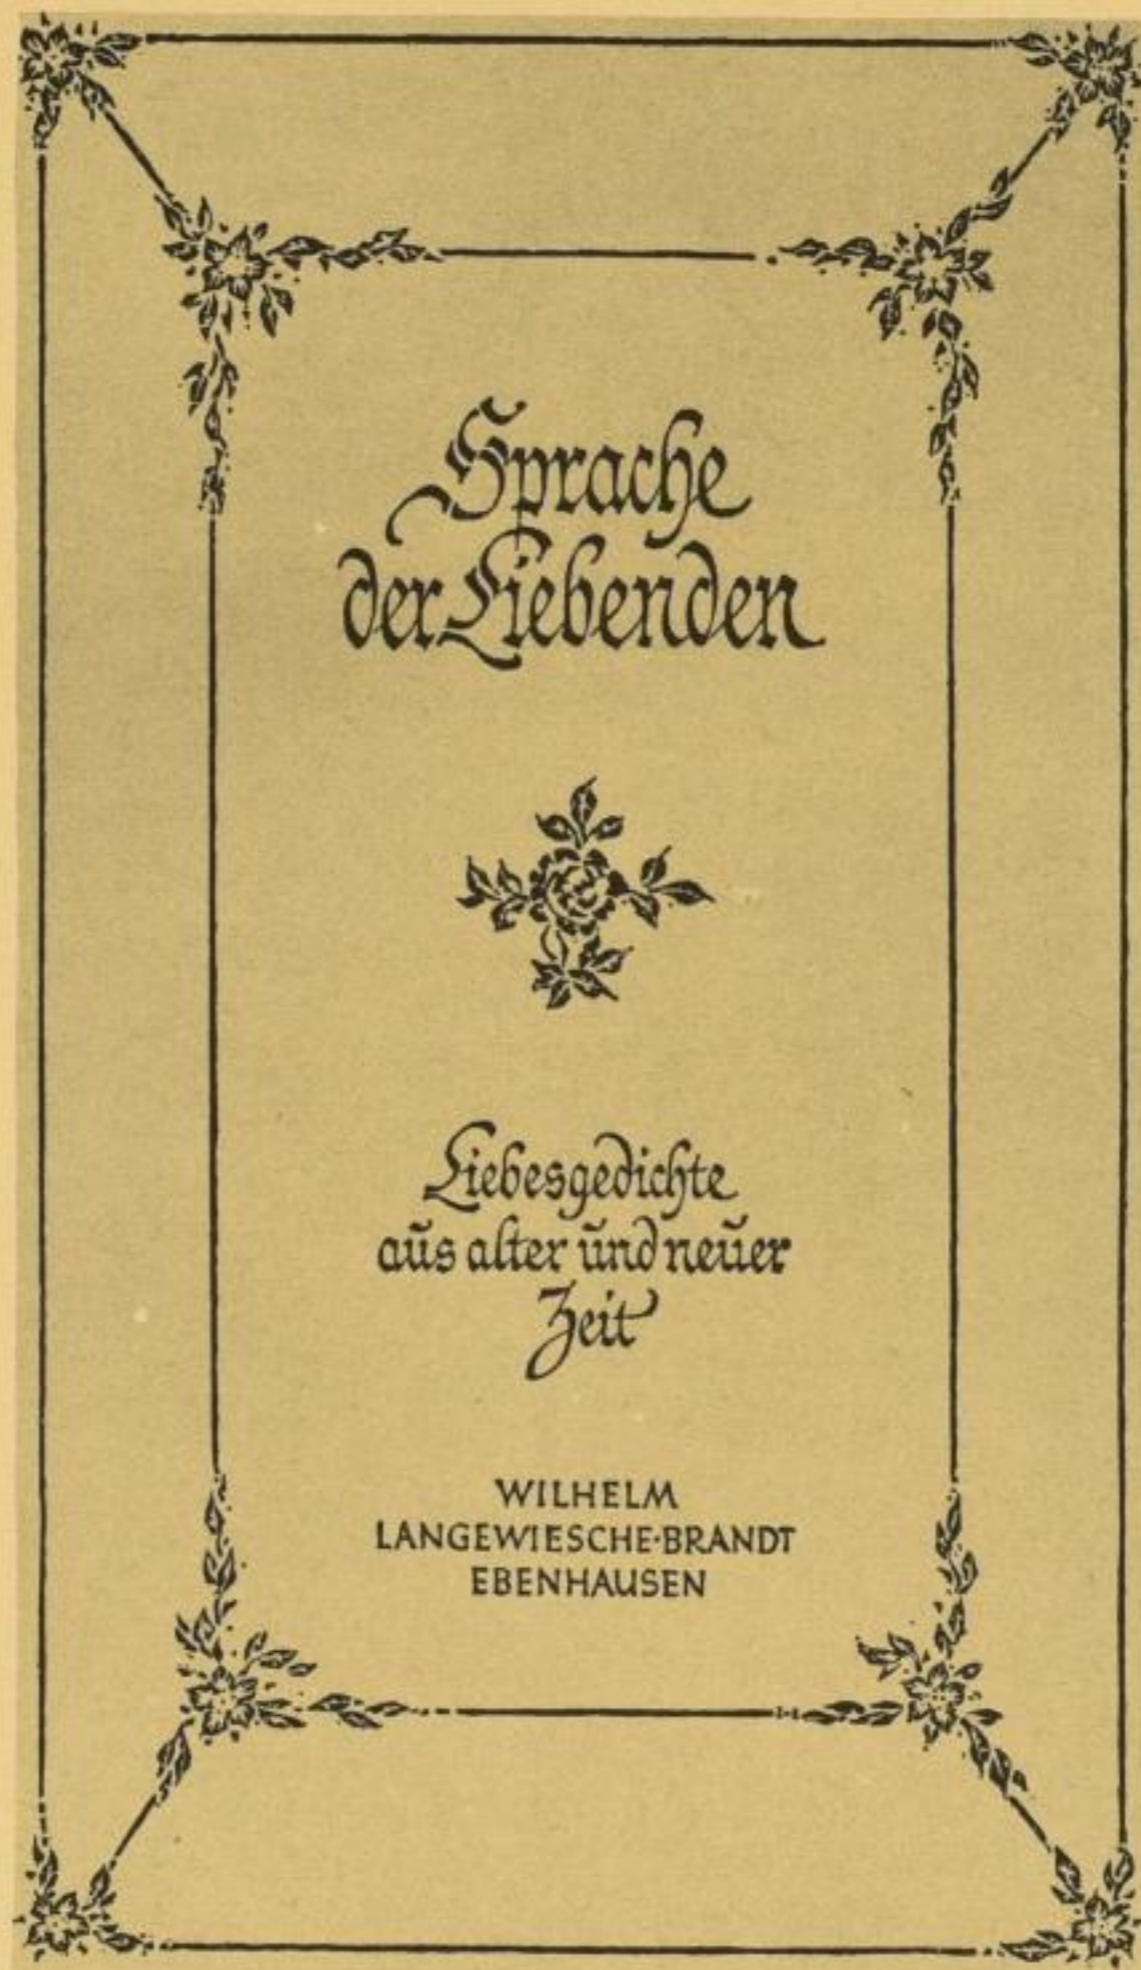 Sprache
der Liebenden
Liebesgedichte
aus alter und neuer
Zeit
WILHELM
LANGEWIESCHE·BRANDT
EBENHAUSEN